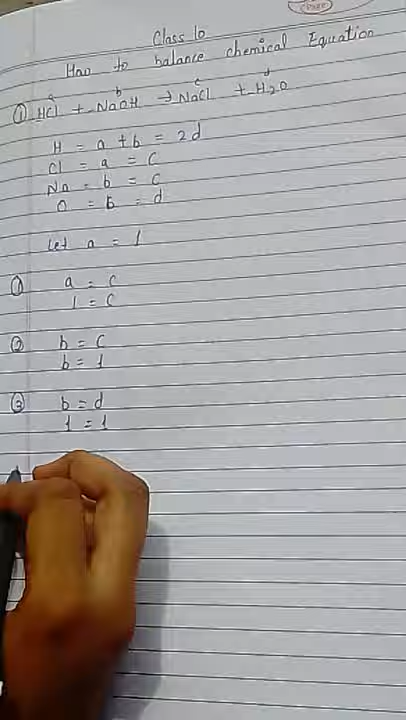 Class 10
How to balance chemical Equation
a b c d
① HCl + NaOH → NaCl + H₂O
H = a + b = 2d
Cl = a = c
Na = b = c
O = b = d
Let a = 1
① a = c
1 = c
② b = c
b = 1
③ b = d
1 = 1